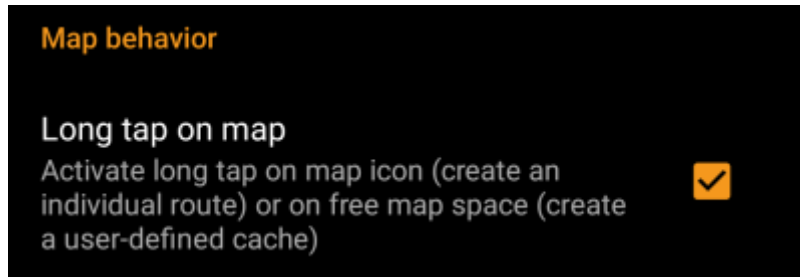 Map behavior
Long tap on map
Activate long tap on map icon (create an
individual route) or on free map space (create
a user-defined cache)